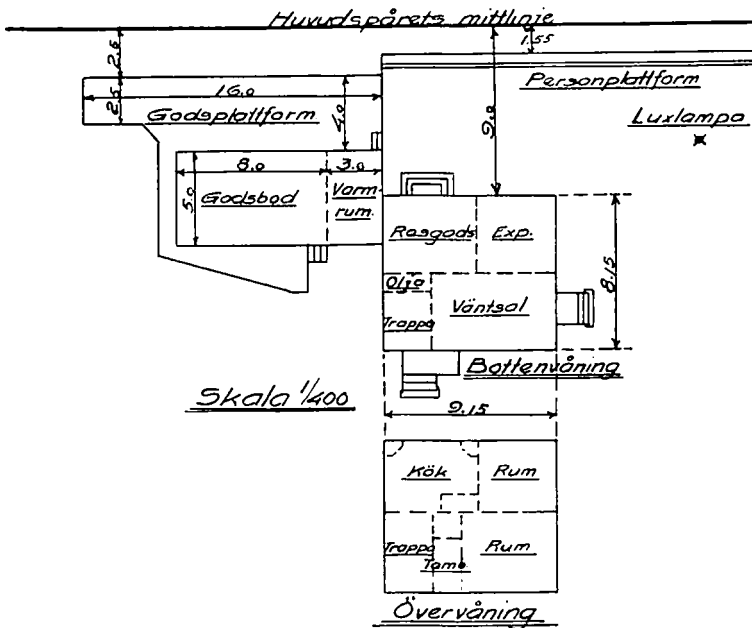 Huvudspårets mittlinje
2.6
1.55
16.0
2.5
Godsplattform
4.0
9.0
Personplattform
Luxlampa
8.0
3.0
5.0
Godsbod
Varm-
rum.
Resgods
Exp.
8.15
Olja
Väntsal
Trappa
Bottenvåning
Skala 1/400
9.15
Kök
Rum
Trappa
Rum
Övervåning